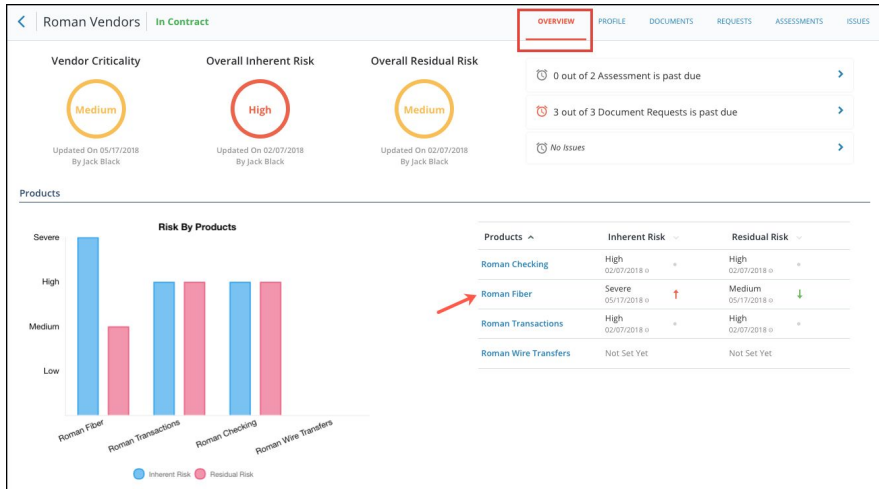 Roman Vendors In Contract
OVERVIEW PROFILE DOCUMENTS REQUESTS ASSESSMENTS ISSUES
Vendor Criticality
Medium
Updated On 05/17/2018
By Jack Black
Overall Inherent Risk
High
Updated On 02/07/2018
By Jack Black
Overall Residual Risk
Medium
Updated On 02/07/2018
By Jack Black
0 out of 2 Assessment is past due
3 out of 3 Document Requests is past due
No Issues
Products
Risk By Products
Severe
High
Medium
Low
Roman Fiber
Roman Transactions
Roman Checking
Roman Wire Transfers
Inherent Risk Residual Risk
Products Inherent Risk Residual Risk
Roman Checking High High
02/07/2018 02/07/2018
Roman Fiber Severe Medium
05/17/2018 05/17/2018
Roman Transactions High High
02/07/2018 02/07/2018
Roman Wire Transfers Not Set Yet Not Set Yet